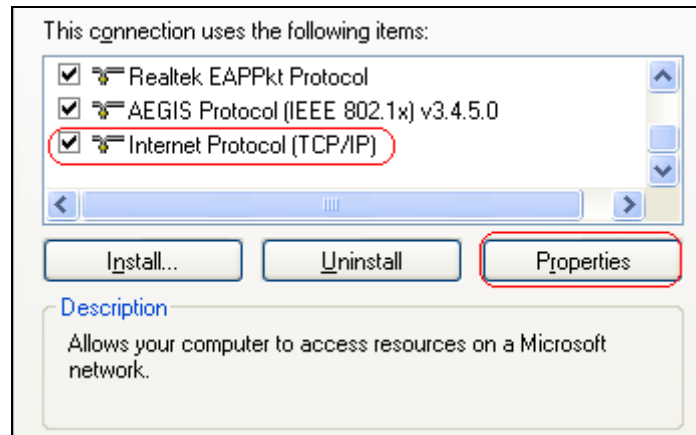 This connection uses the following items:
Realtek EAPPkt Protocol
AEGIS Protocol (IEEE 802.1x) v3.4.5.0
Internet Protocol (TCP/IP)
Install...
Uninstall
Properties
Description
Allows your computer to access resources on a Microsoft
network.